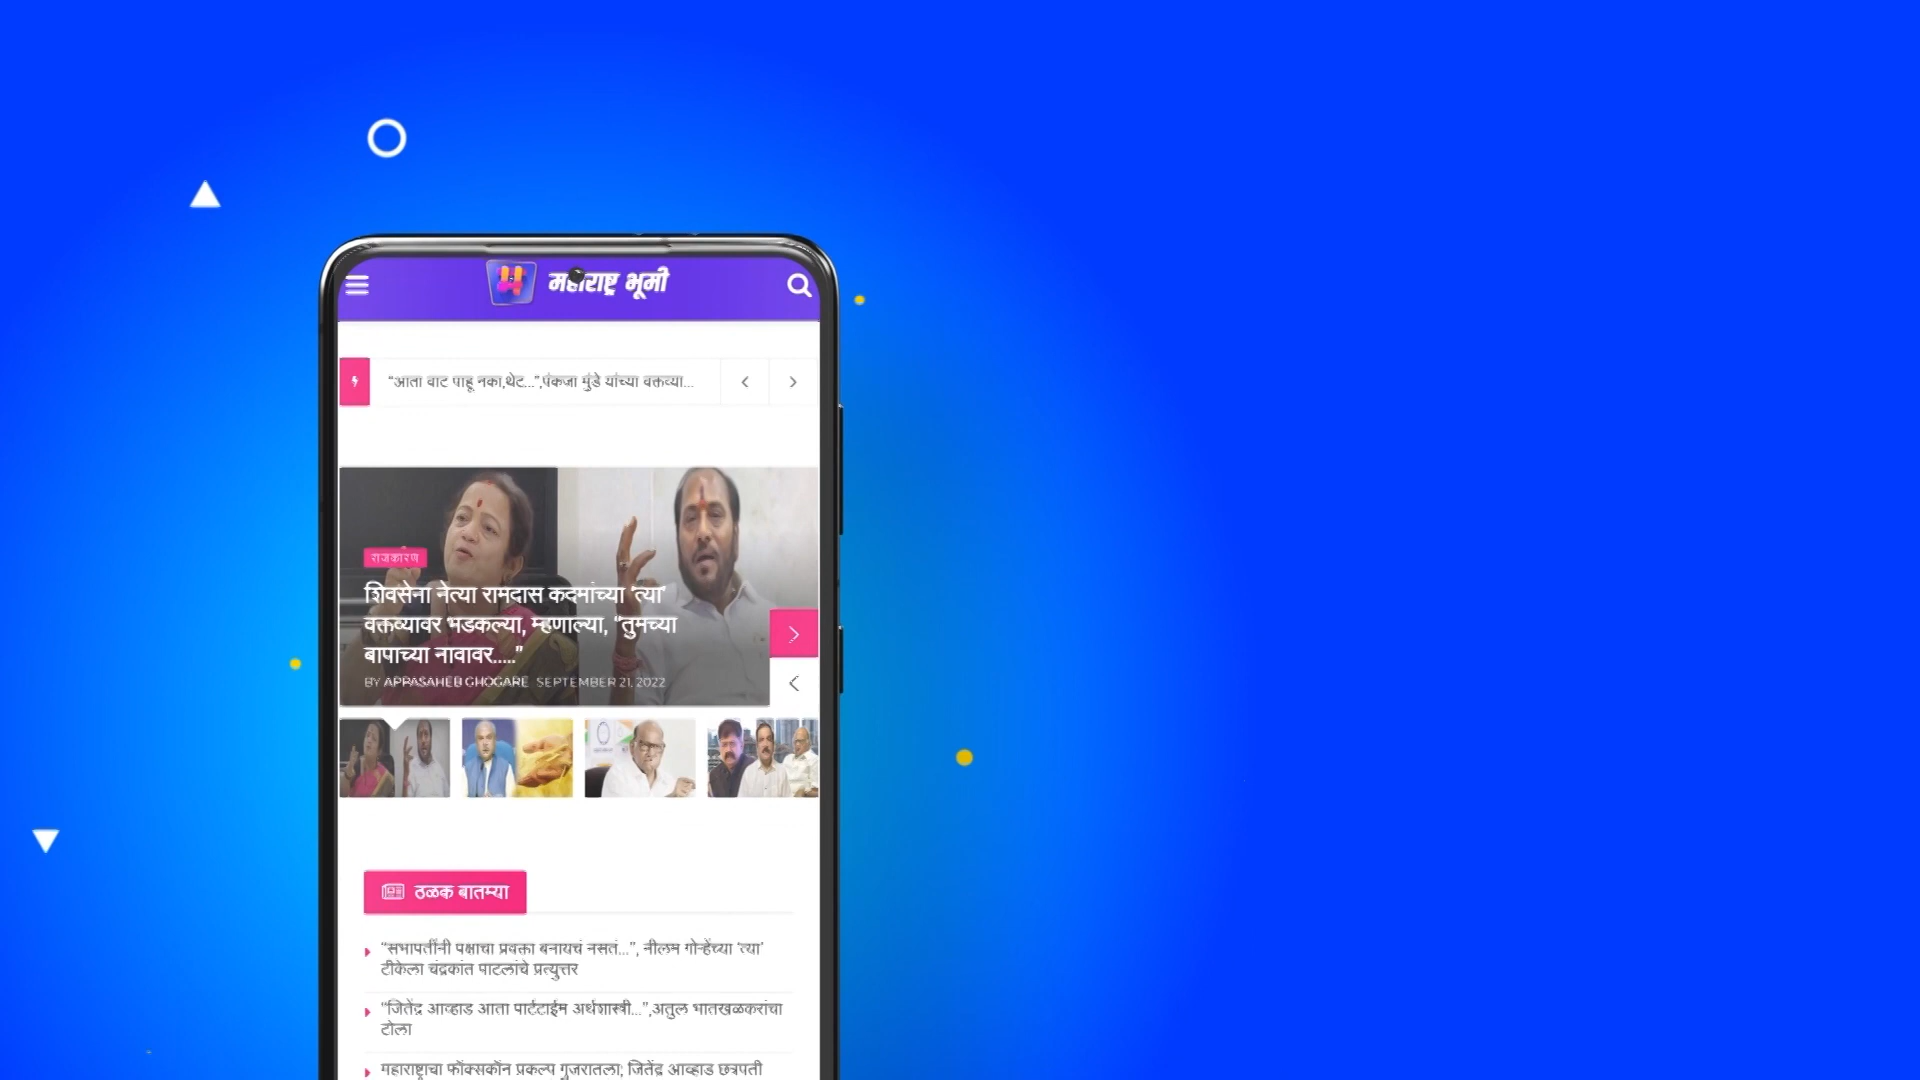 महाराष्ट्र भूमी
“आता वाट पाहू नका,थेट...”,पंकजा मुंडे यांच्या वक्तव्या...
राजकारण
शिवसेना नेत्या रामदास कदमांच्या ‘त्या’
वक्तव्यावर भडकल्या, म्हणाल्या, “तुमच्या
बापाच्या नावावर.....”
BY APPASAHEB GHOGARE SEPTEMBER 21, 2022
ठळक बातम्या
“सभापतींनी पक्षाचा प्रवक्ता बनायचं नसतं...”, नीलम गोऱ्हेंच्या ‘त्या’
टीकेला चंद्रकांत पाटलांचे प्रत्युत्तर
“जितेंद्र आव्हाड आता पार्टटाईम अर्थशास्त्री...”,अतुल भातखळकरांचा
टोला
महाराष्ट्राचा फॉक्सकॉन प्रकल्प गुजरातला; जितेंद्र आव्हाड छत्रपती